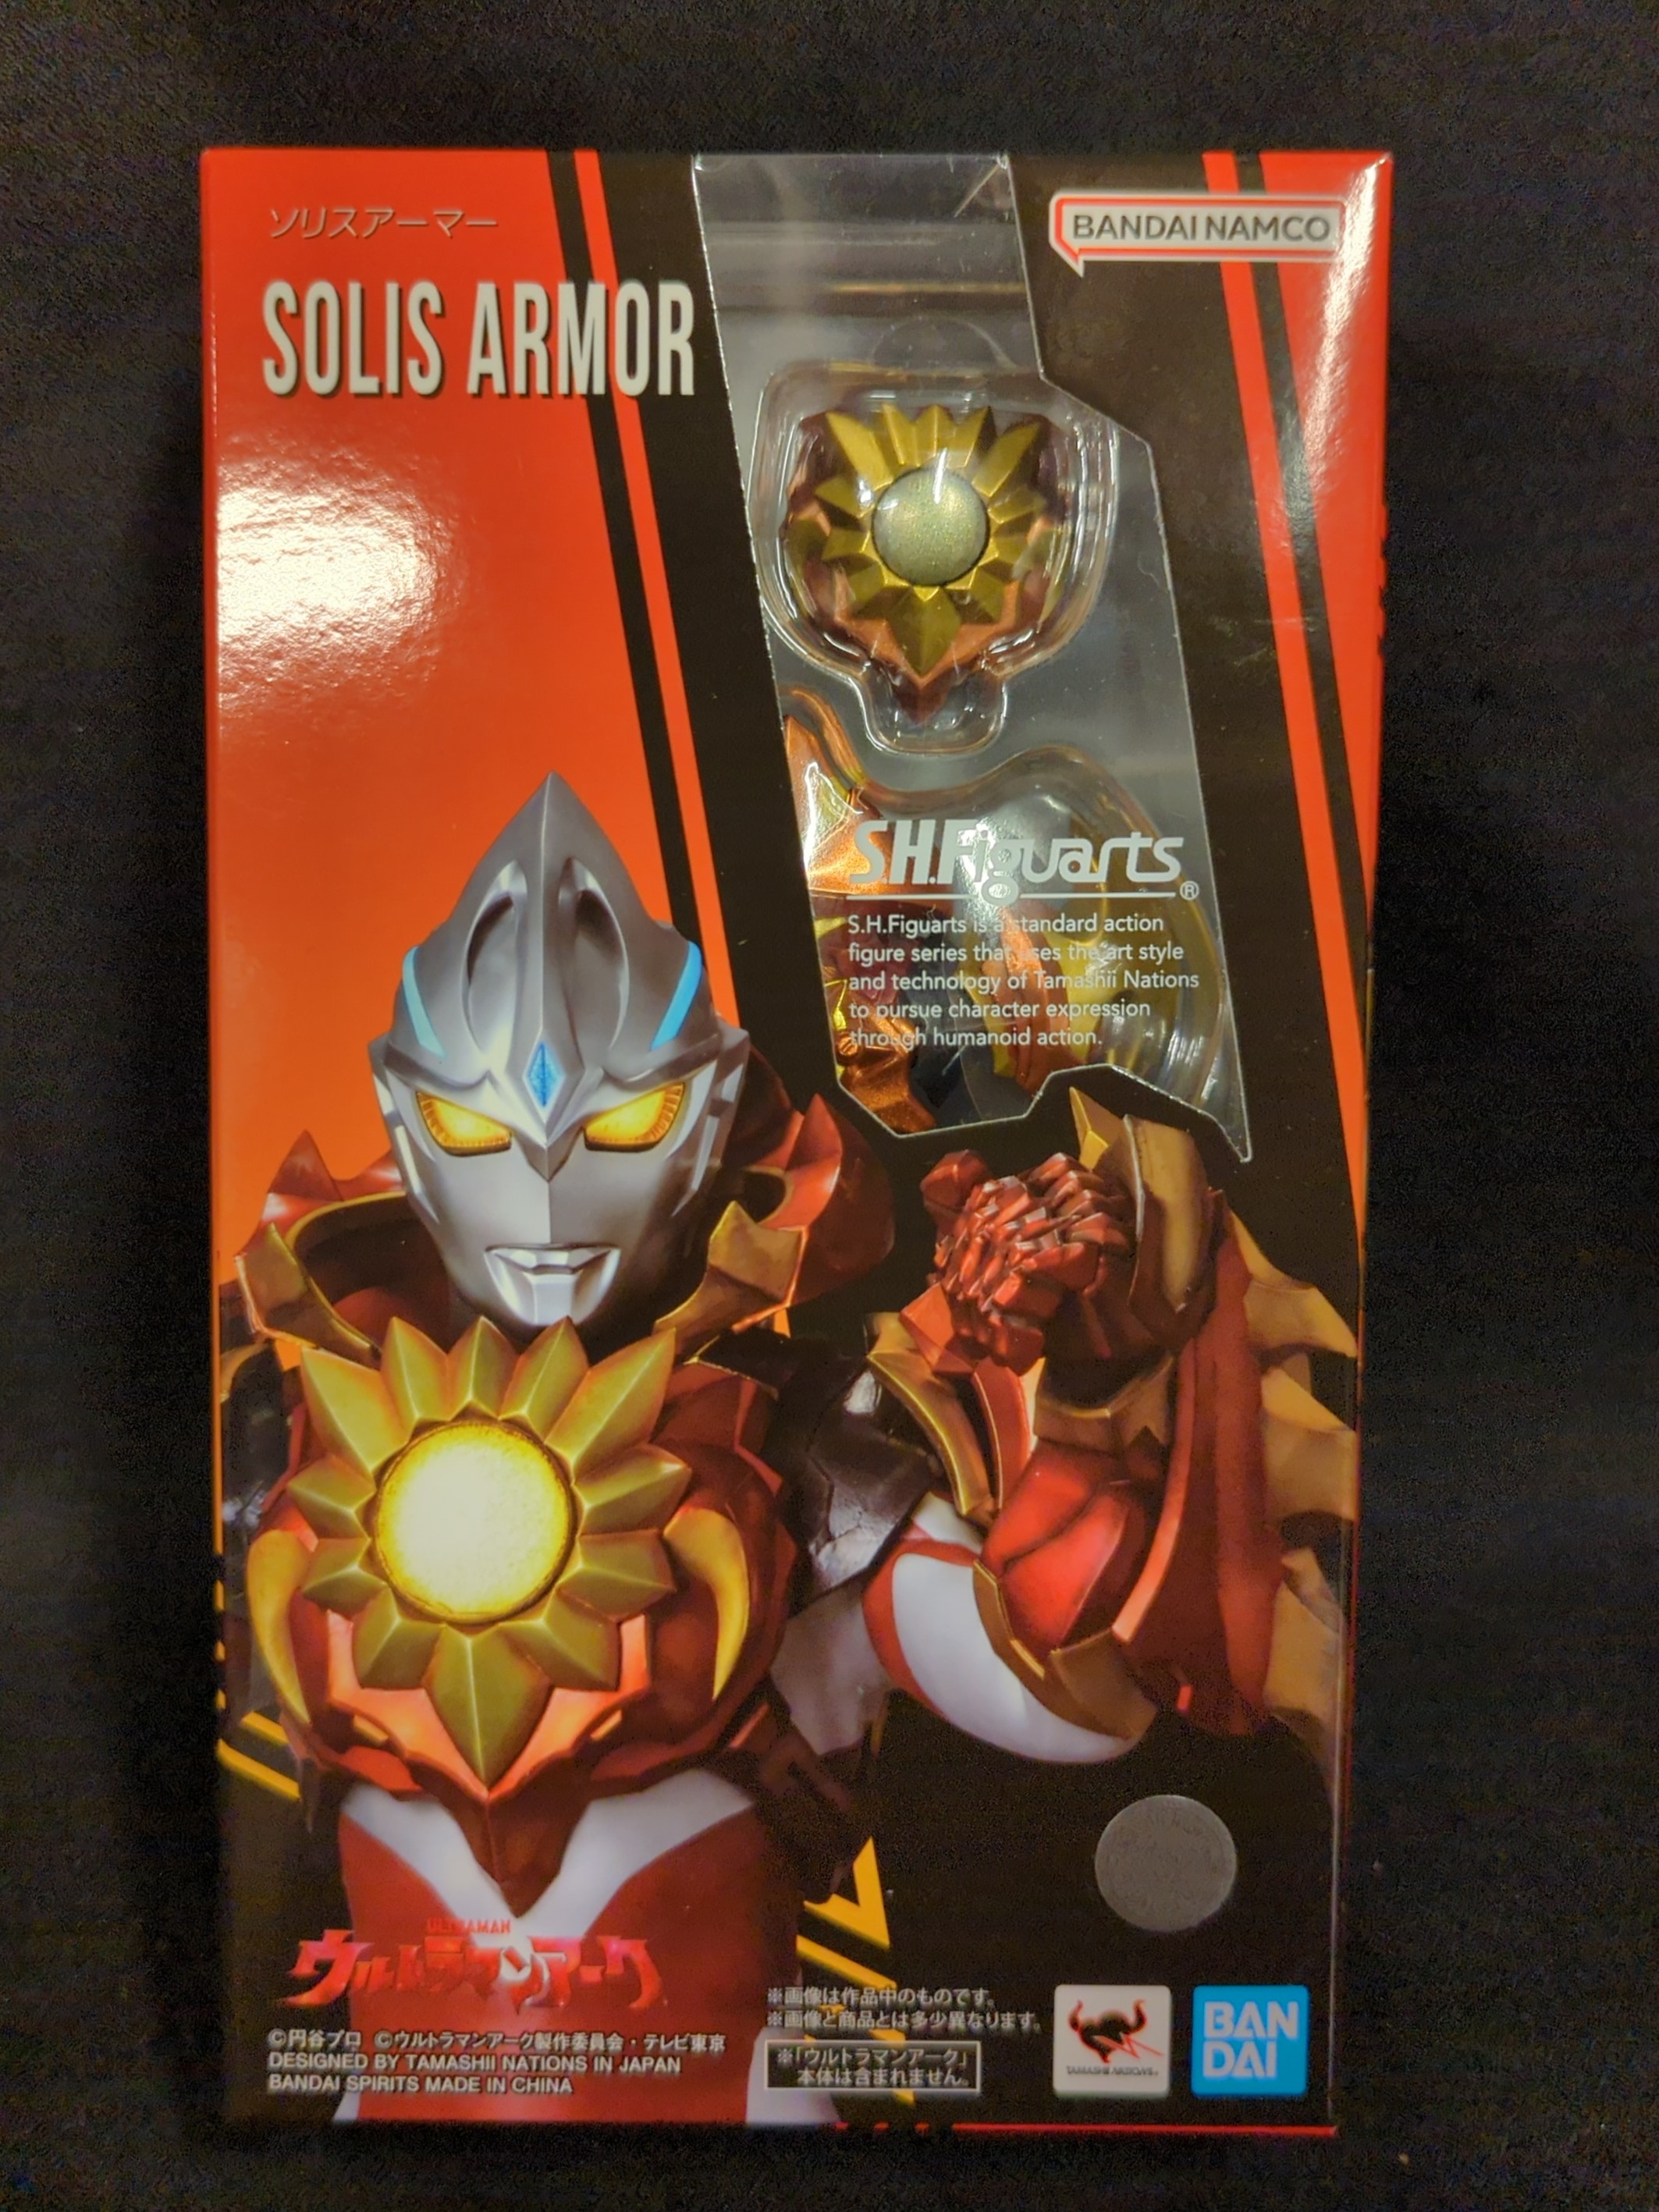 ソリスアーマー
SOLIS ARMOR
BANDAI NAMCO
S.H.Figuarts®
S.H.Figuarts is a standard action
figure series that uses the art style
and technology of Tamashii Nations
to pursue character expression
through humanoid action.
ULTRAMAN
ウルトラマンアーク
©円谷プロ ©ウルトラマンアーク製作委員会・テレビ東京
DESIGNED BY TAMASHII NATIONS IN JAPAN
BANDAI SPIRITS MADE IN CHINA
※画像は作品中のものです。
※画像と商品とは多少異なります。
※「ウルトラマンアーク」
本体は含まれません。
TAMASHII NATIONS
BAN
DAI